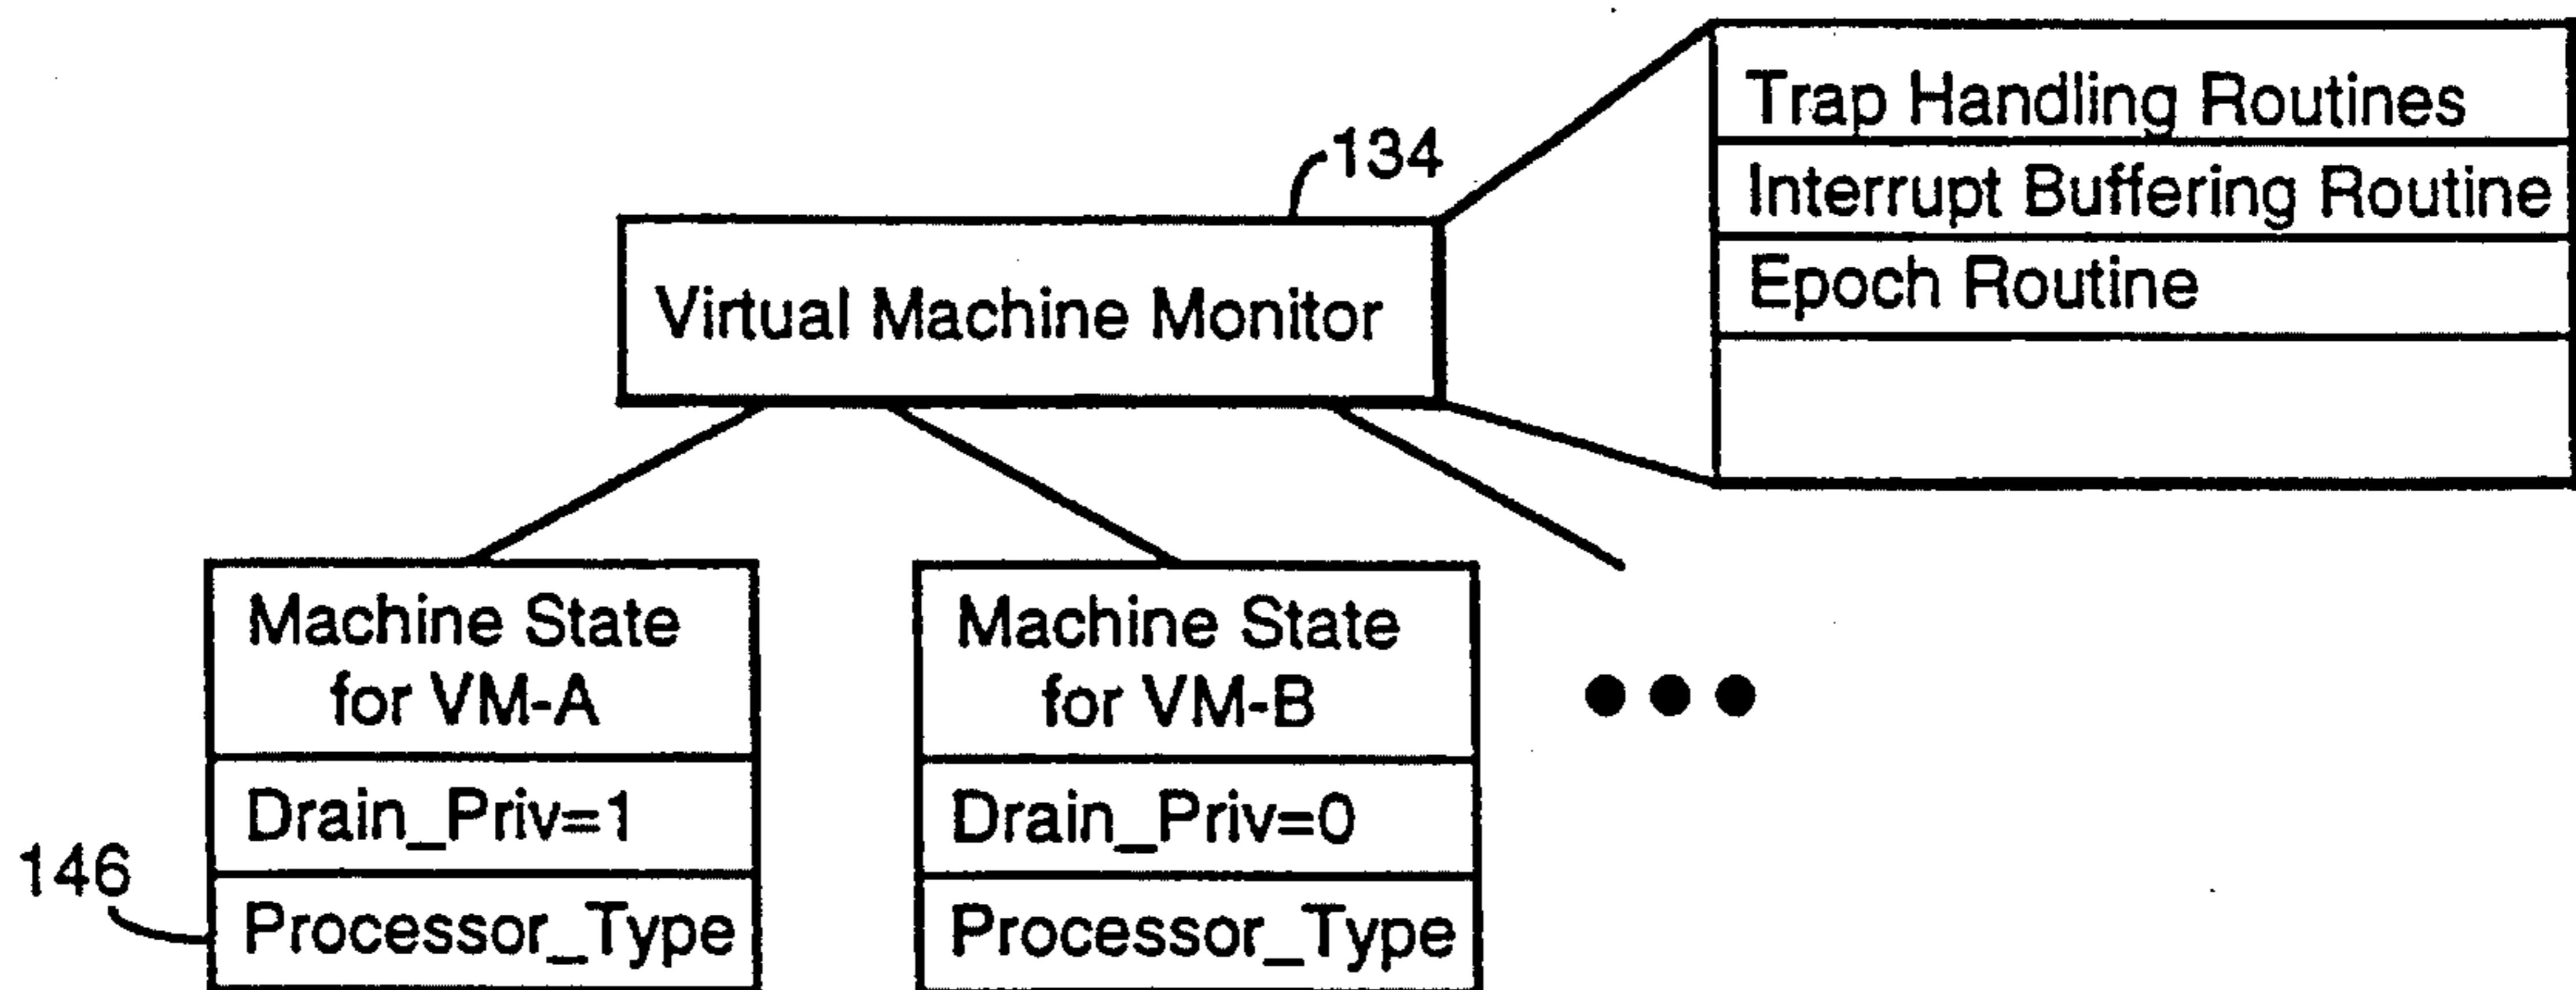 Trap Handling Routines
Interrupt Buffering Routine
Epoch Routine
134
Virtual Machine Monitor
Machine State
for VM-A
Drain_Priv=1
146
Processor_Type
Machine State
for VM-B
Drain_Priv=0
Processor_Type